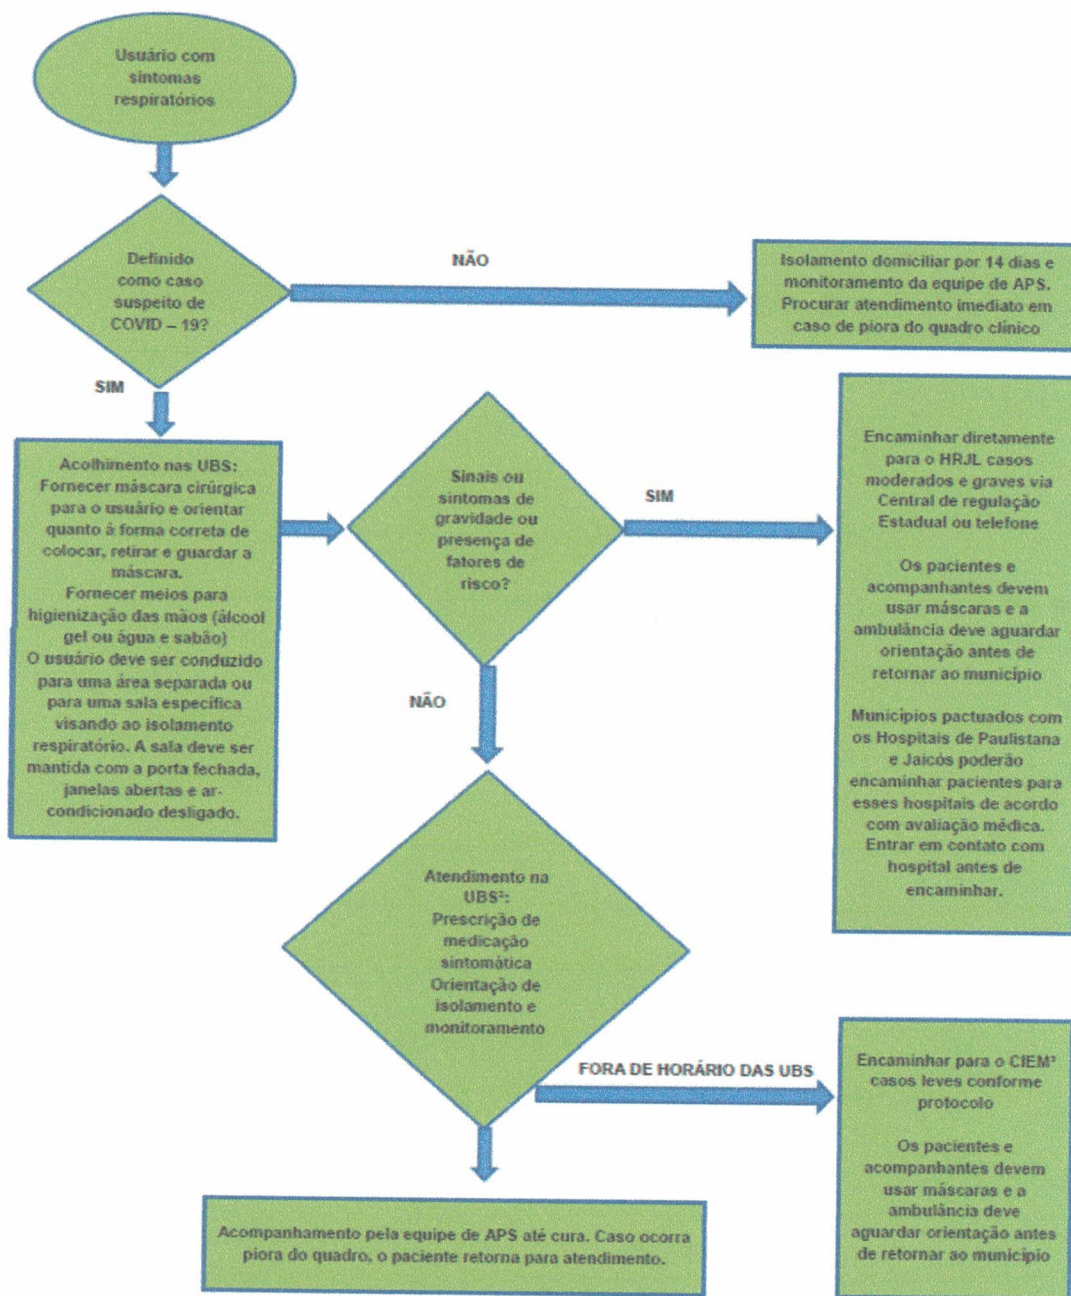 Usuário com
sintomas
respiratórios
Definido
como caso
suspeito de
COVID – 19?
NÃO
Isolamento domiciliar por 14 dias e
monitoramento da equipe de APS.
Procurar atendimento imediato em
caso de piora do quadro clínico
SIM
Acolhimento nas UBS:
Fornecer máscara cirúrgica
para o usuário e orientar
quanto à forma correta de
colocar, retirar e guardar a
máscara.
Fornecer meios para
higienização das mãos (álcool
gel ou água e sabão)
O usuário deve ser conduzido
para uma área separada ou
para uma sala específica
visando ao isolamento
respiratório. A sala deve ser
mantida com a porta fechada,
janelas abertas e ar-
condicionado desligado.
Sinais ou
sintomas de
gravidade ou
presença de
fatores de
risco?
SIM
Encaminhar diretamente
para o HRJL casos
moderados e graves via
Central de regulação
Estadual ou telefone
Os pacientes e
acompanhantes devem
usar máscaras e a
ambulância deve aguardar
orientação antes de
retornar ao município
Municípios pactuados com
os Hospitais de Paulistana
e Jaicós poderão
encaminhar pacientes para
esses hospitais de acordo
com avaliação médica.
Entrar em contato com
hospital antes de
encaminhar.
NÃO
Atendimento na
UBS²:
Prescrição de
medicação
sintomática
Orientação de
isolamento e
monitoramento
FORA DE HORÁRIO DAS UBS
Encaminhar para o CIEM³
casos leves conforme
protocolo
Os pacientes e
acompanhantes devem
usar máscaras e a
ambulância deve
aguardar orientação antes
de retornar ao município
Acompanhamento pela equipe de APS até cura. Caso ocorra
piora do quadro, o paciente retorna para atendimento.